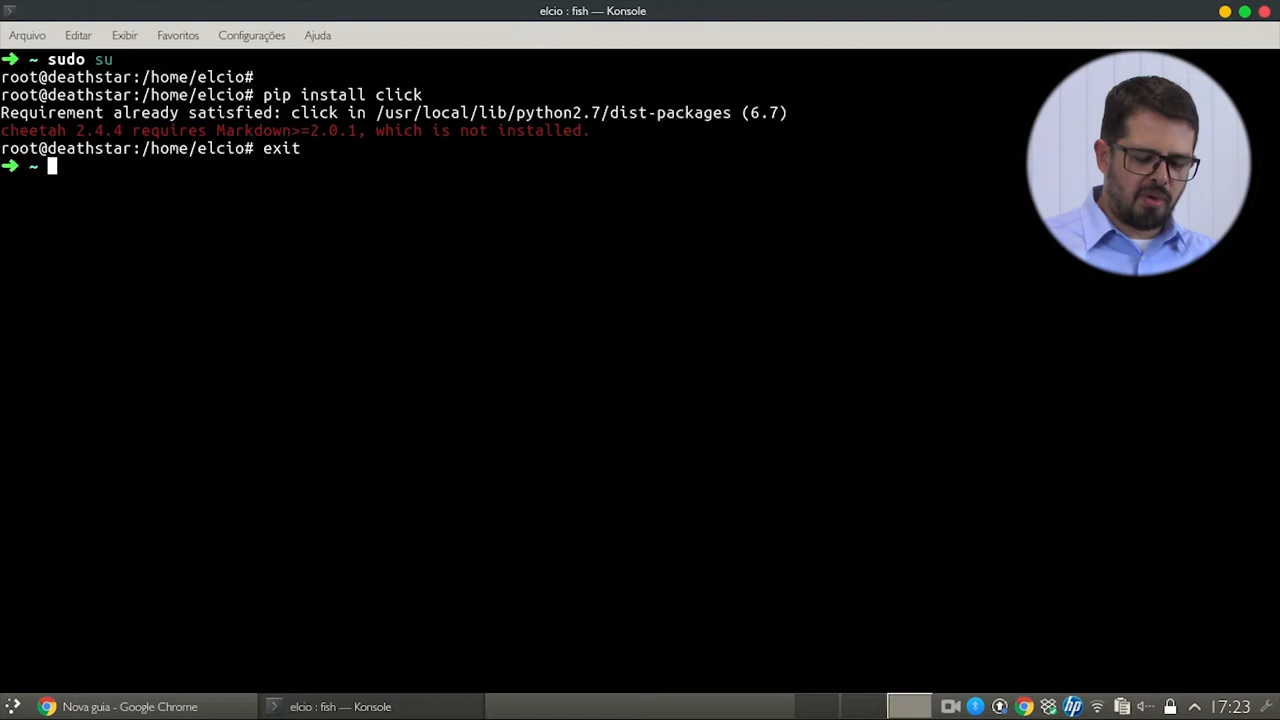 elcio : fish — Konsole
Arquivo Editar Exibir Favoritos Configurações Ajuda
➜ ~ sudo su
root@deathstar:/home/elcio#
root@deathstar:/home/elcio# pip install click
Requirement already satisfied: click in /usr/local/lib/python2.7/dist-packages (6.7)
cheetah 2.4.4 requires Markdown>=2.0.1, which is not installed.
root@deathstar:/home/elcio# exit
➜ ~
Nova guia - Google Chrome elcio : fish — Konsole hp 17:23